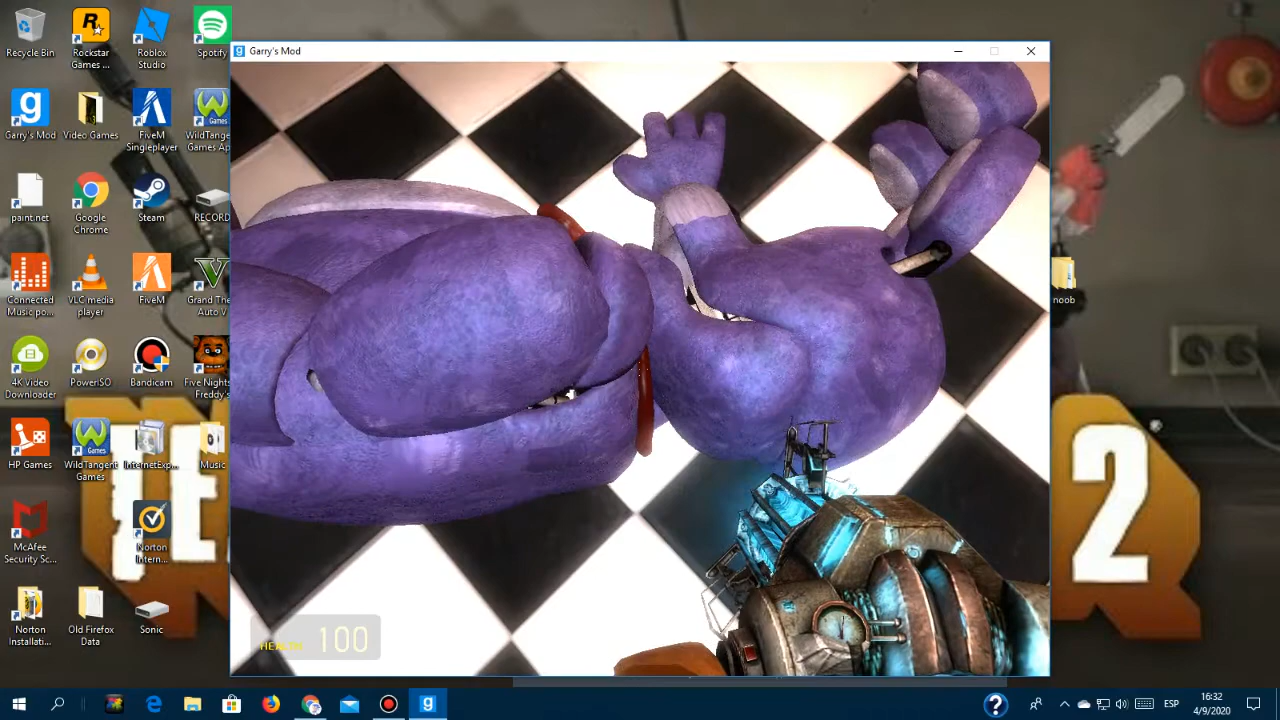 Garry's Mod
Recycle Bin
Rockstar
Games ...
Roblox
Studio
Spotify
Garry's Mod
Video Games
FiveM
Singleplayer
WildTange
Games Ap
paint.net
Google
Chrome
Steam
RECORD
Connected
Music po...
VLC media
player
FiveM
Grand The
Auto V
4K Video
Downloader
PowerISO
Bandicam
Five Nights
Freddy's
HP Games
WildTangent
Games
InternetExp...
Music
McAfee
Security Sc...
Norton
Intern...
Norton
Installati...
Old Firefox
Data
Sonic
noob
2
HEALTH 100
ESP
16:32
4/9/2020